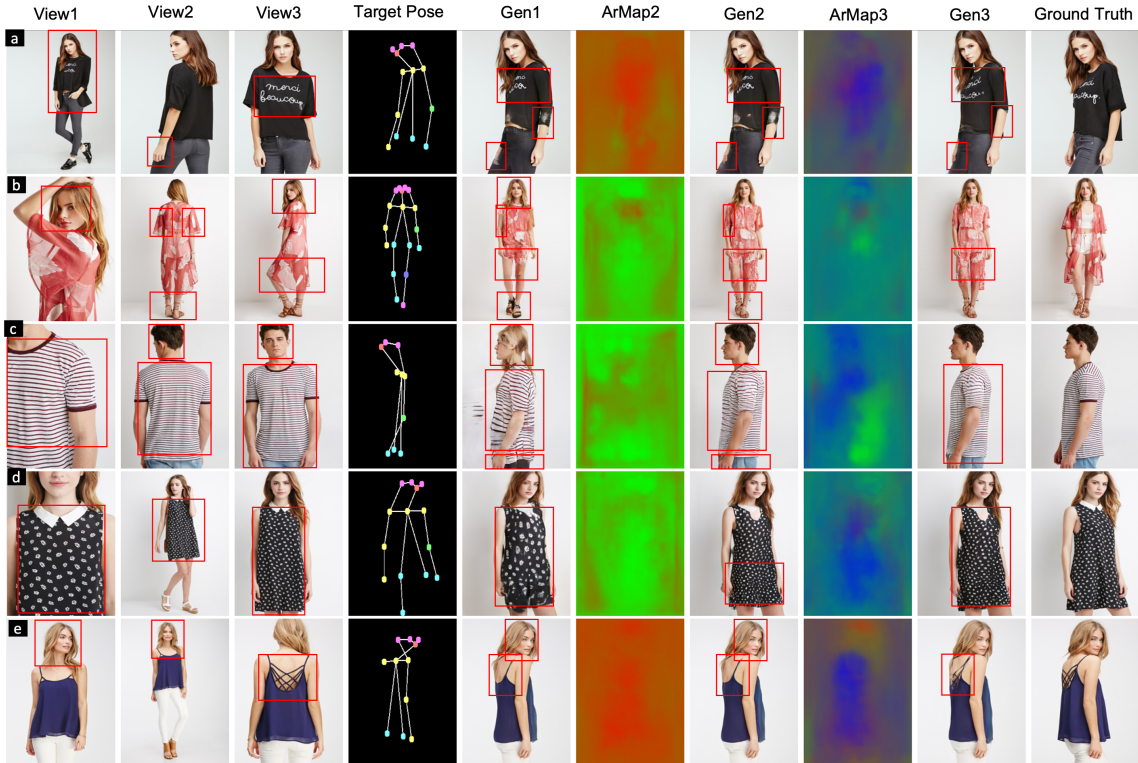 View1 View2 View3 Target Pose Gen1 ArMap2 Gen2 ArMap3 Gen3 Ground Truth
a
merci
beaucoup.
b
c
d
e